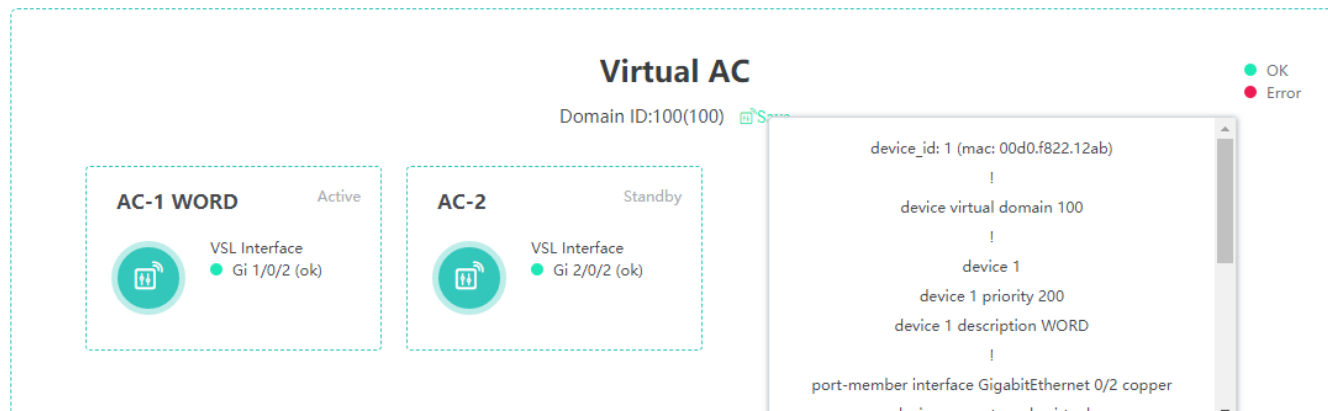 Virtual AC
OK
Error
Domain ID:100(100)
AC-1 WORD
Active
VSL Interface
Gi 1/0/2 (ok)
AC-2
Standby
VSL Interface
Gi 2/0/2 (ok)
device_id: 1 (mac: 00d0.f822.12ab)
!
device virtual domain 100
!
device 1
device 1 priority 200
device 1 description WORD
!
port-member interface GigabitEthernet 0/2 copper